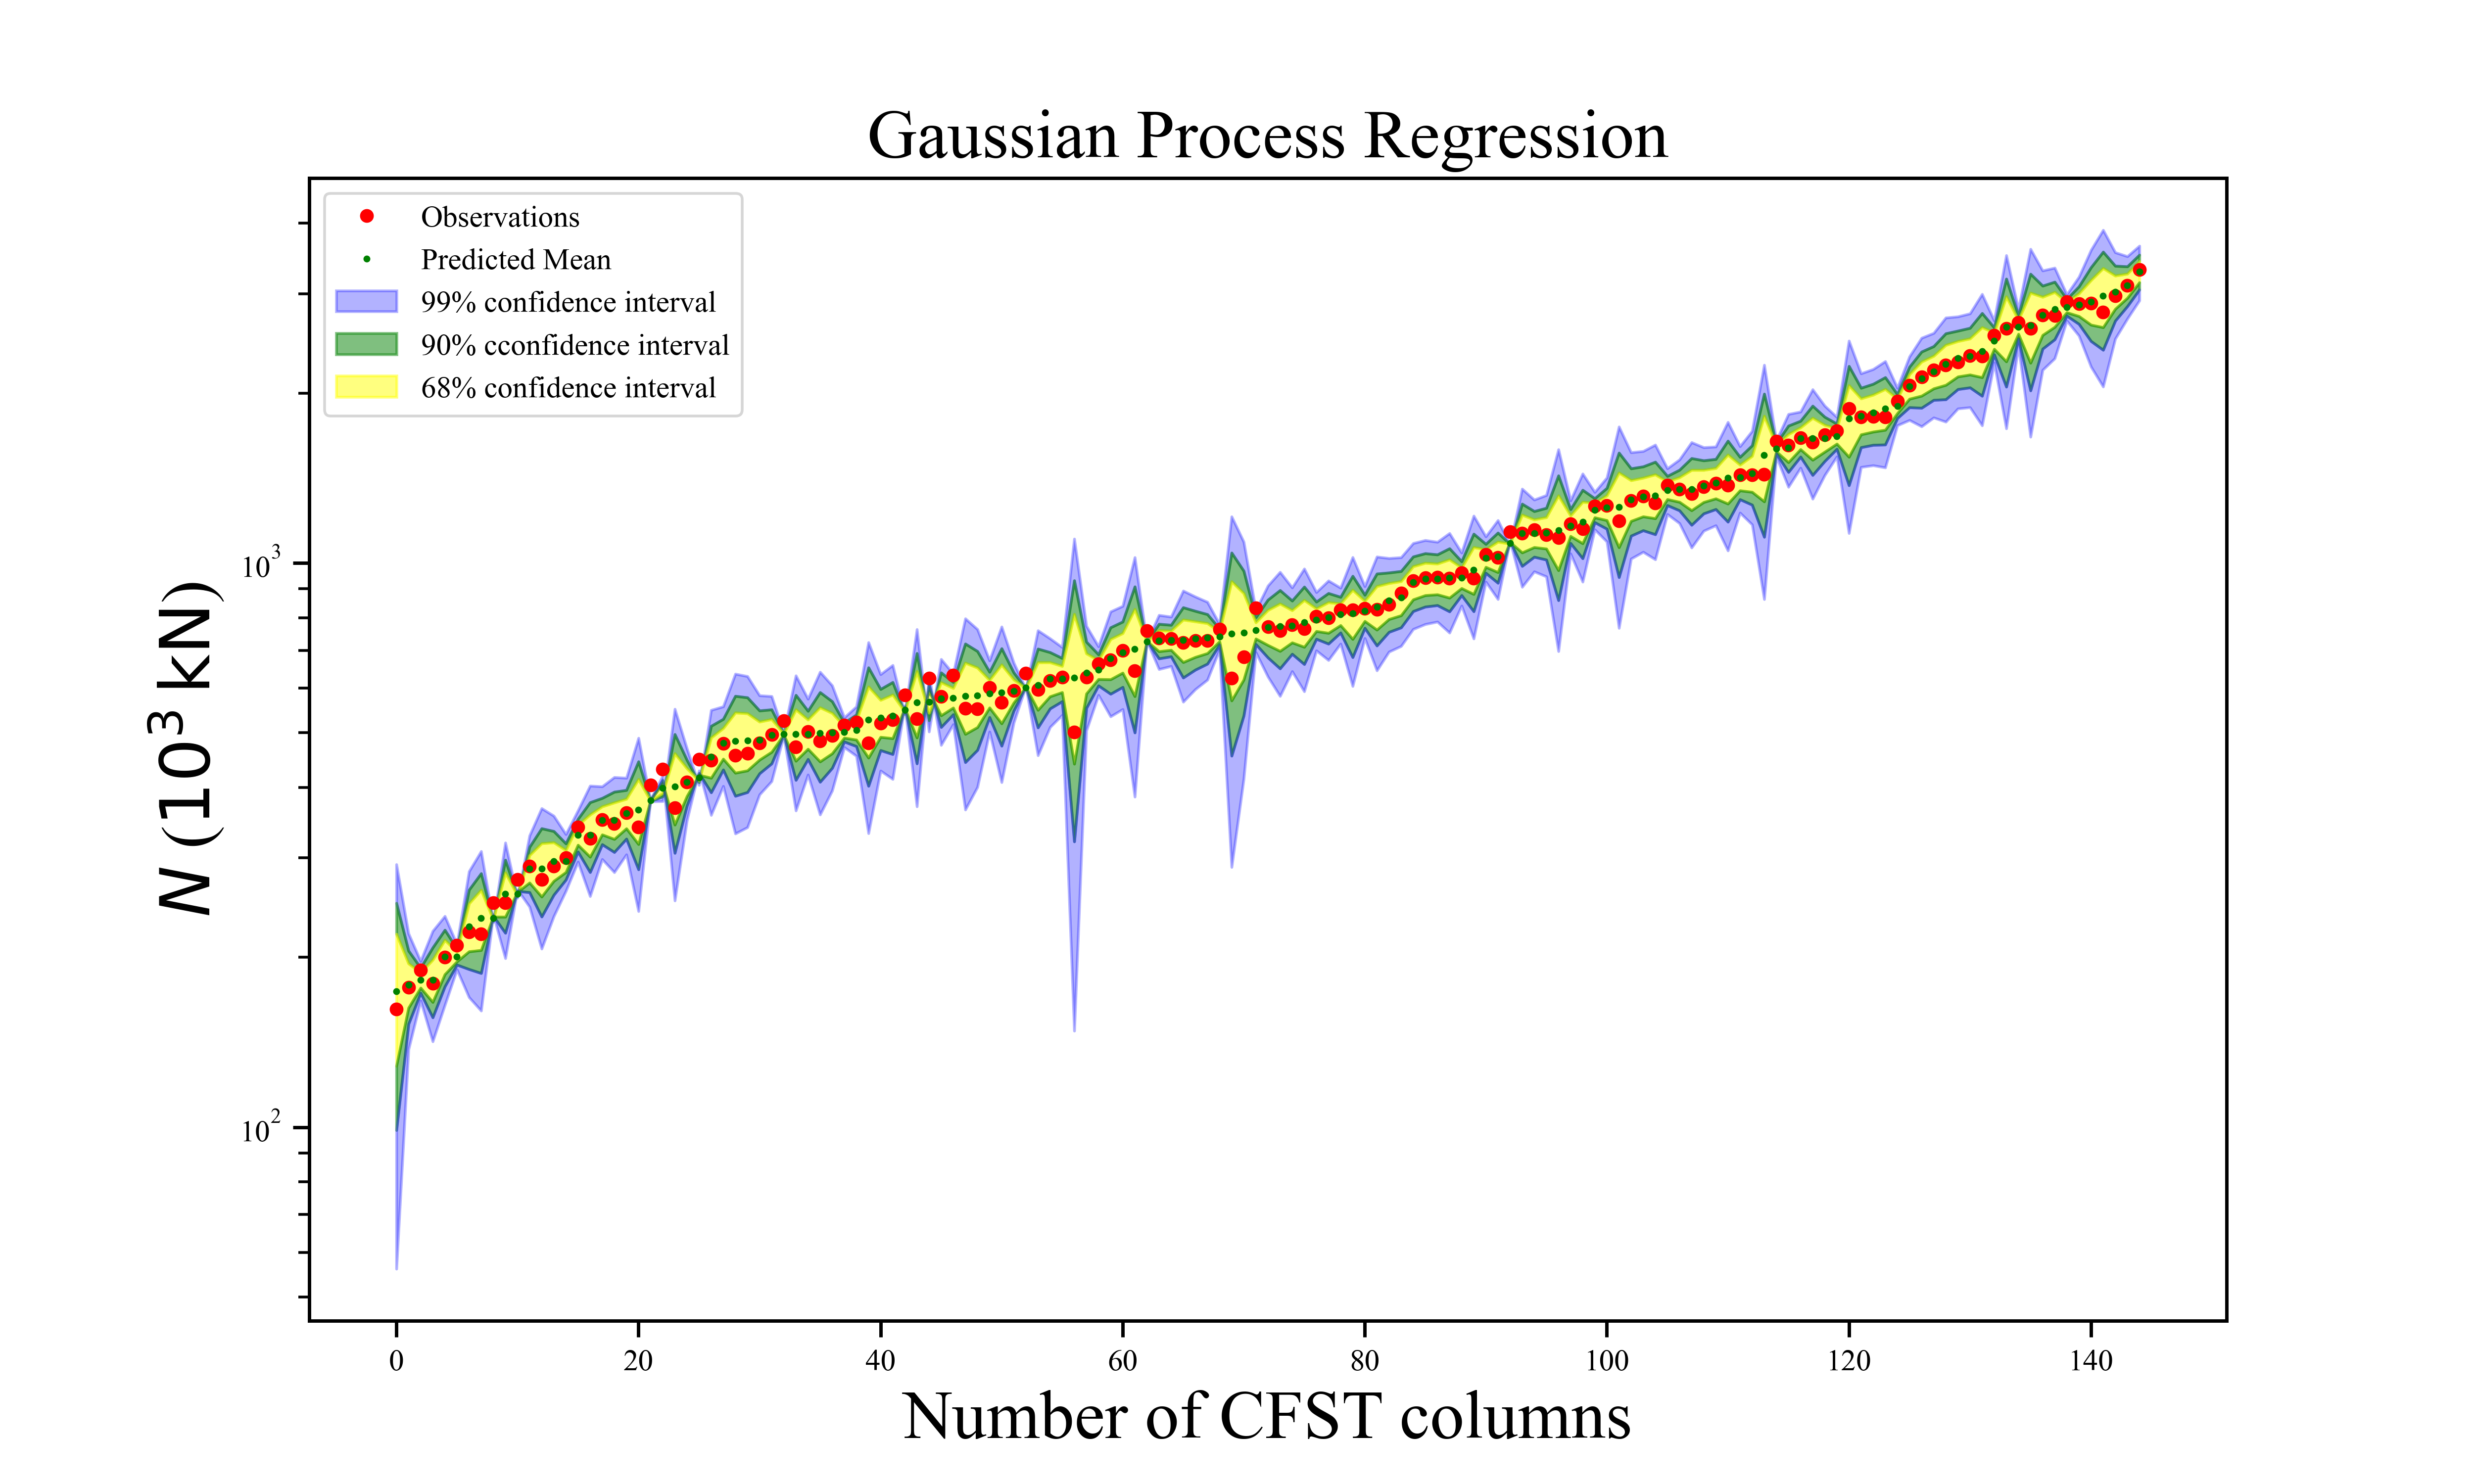 Gaussian Process Regression
Observations
Predicted Mean
99% confidence interval
90% cconfidence interval
68% confidence interval
N (10³ kN)
10³
10²
0 20 40 60 80 100 120 140
Number of CFST columns